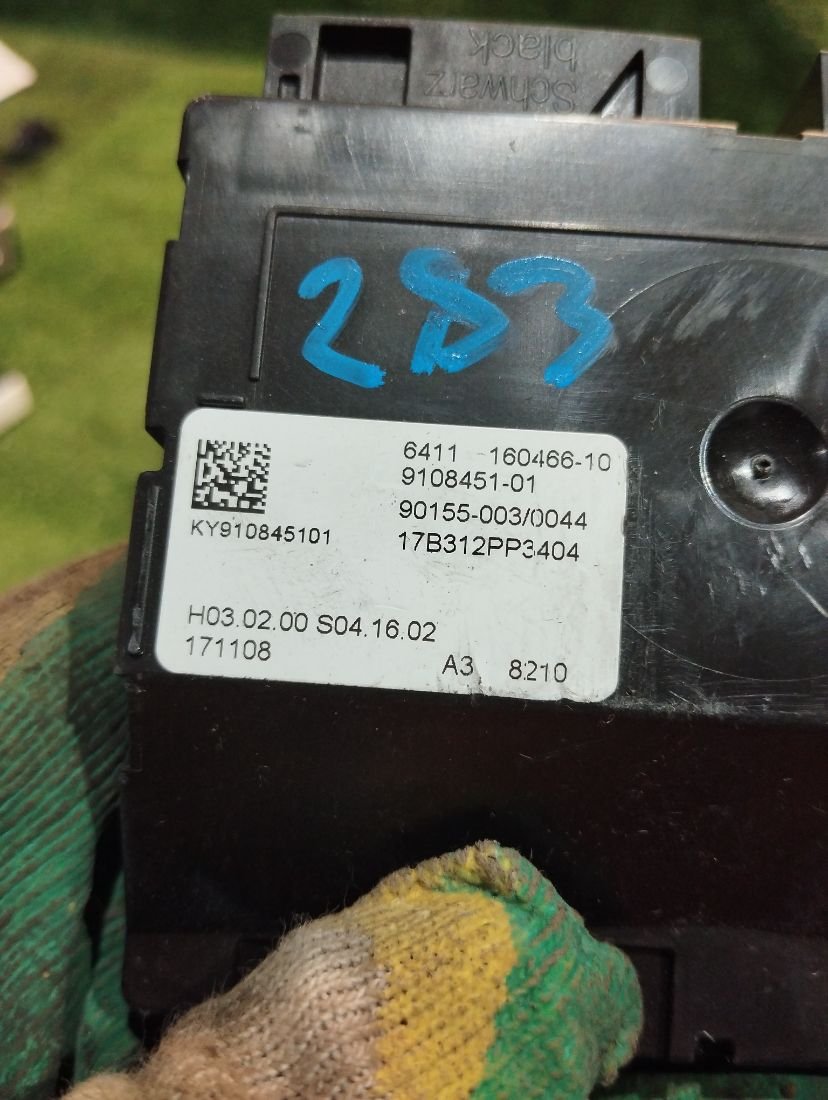 Schwarz
black
283
6411 160466-10
9108451-01
90155-003/0044
KY910845101
17B312PP3404
H03.02.00 S04.16.02
171108
A3 8210